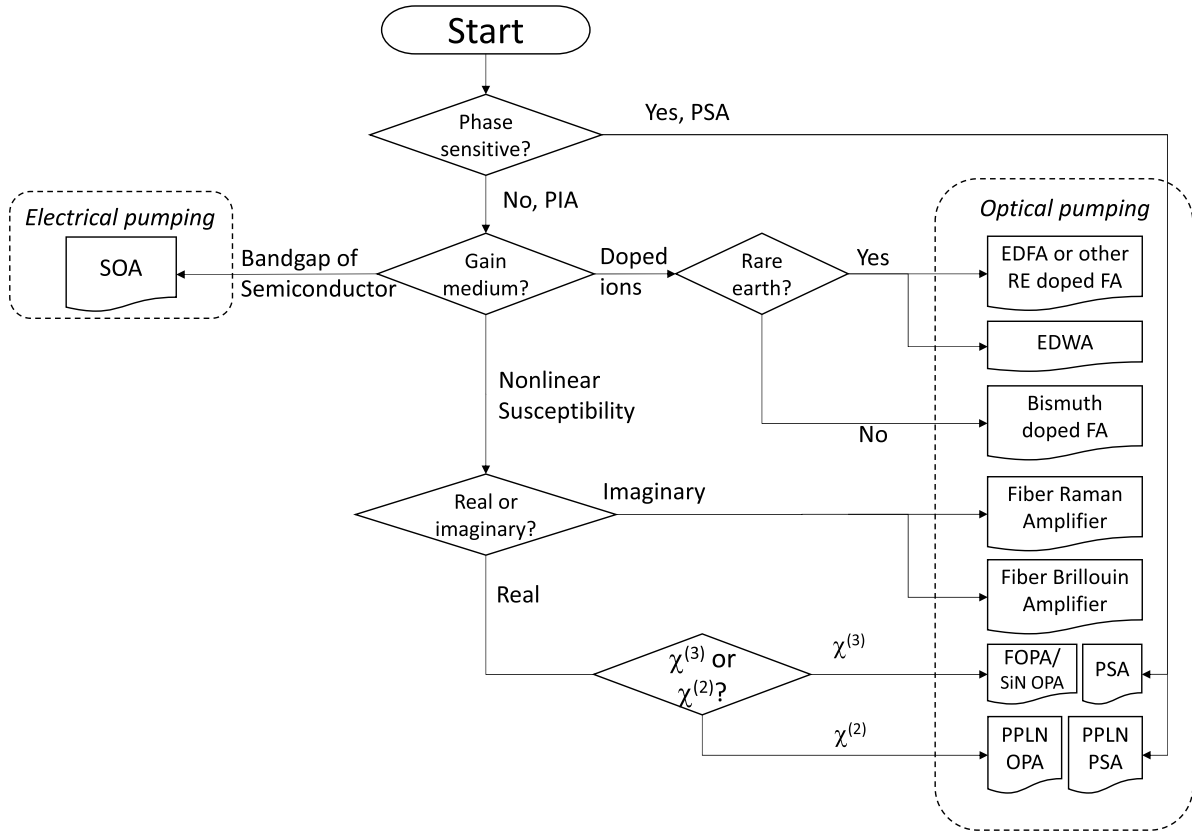 Start
Phase
sensitive?
Yes, PSA
No, PIA
Electrical pumping
SOA
Bandgap of
Semiconductor
Gain
medium?
Doped
ions
Rare
earth?
Yes
No
Optical pumping
EDFA or other
RE doped FA
EDWA
Bismuth
doped FA
Nonlinear
Susceptibility
Real or
imaginary?
Imaginary
Fiber Raman
Amplifier
Fiber Brillouin
Amplifier
Real
χ(3) or
χ(2)?
χ(3)
FOPA/
SiN OPA
PSA
χ(2)
PPLN
OPA
PPLN
PSA